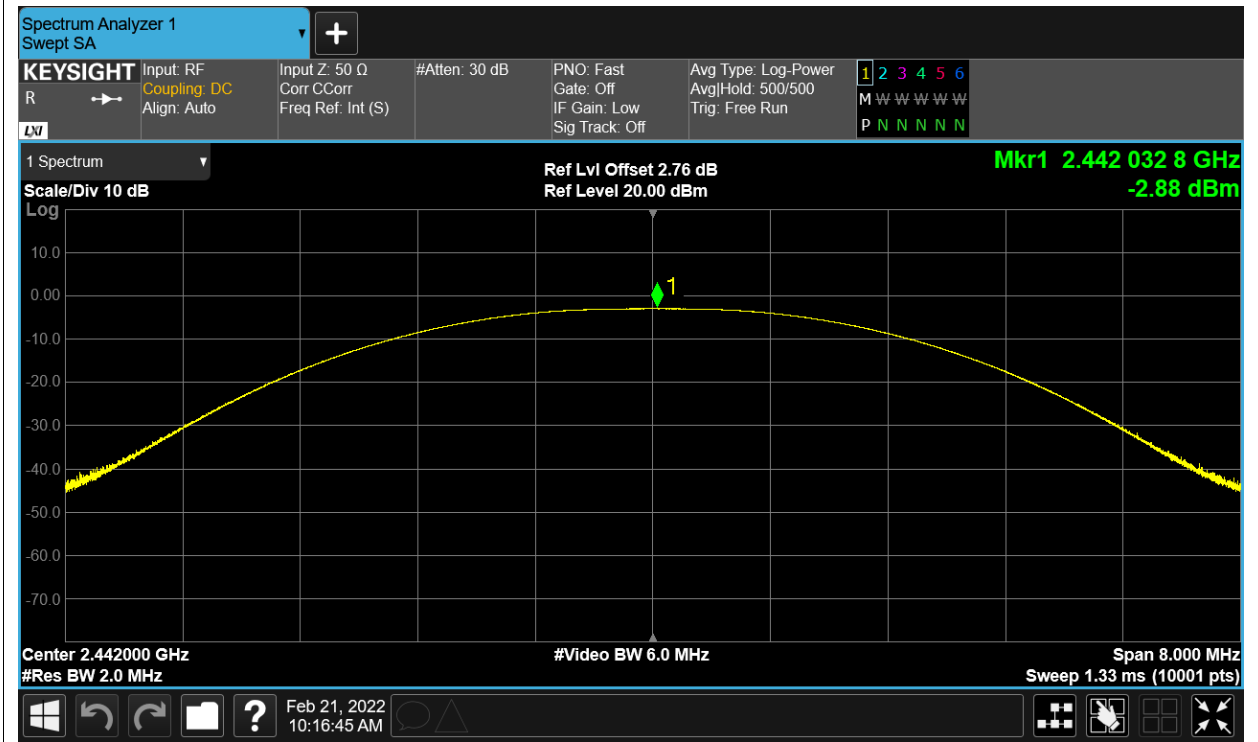 Spectrum Analyzer 1
Swept SA
KEYSIGHT
R
LXI
Input: RF
Coupling: DC
Align: Auto
Input Z: 50 Ω
Corr CCorr
Freq Ref: Int (S)
#Atten: 30 dB
PNO: Fast
Gate: Off
IF Gain: Low
Sig Track: Off
Avg Type: Log-Power
Avg|Hold: 500/500
Trig: Free Run
1 2 3 4 5 6
M W W W W W
P N N N N N
1 Spectrum
Scale/Div 10 dB
Log
Ref Lvl Offset 2.76 dB
Ref Level 20.00 dBm
Mkr1 2.442 032 8 GHz
-2.88 dBm
10.0
0.00
-10.0
-20.0
-30.0
-40.0
-50.0
-60.0
-70.0
1
Center 2.442000 GHz
#Res BW 2.0 MHz
#Video BW 6.0 MHz
Span 8.000 MHz
Sweep 1.33 ms (10001 pts)
?
Feb 21, 2022
10:16:45 AM